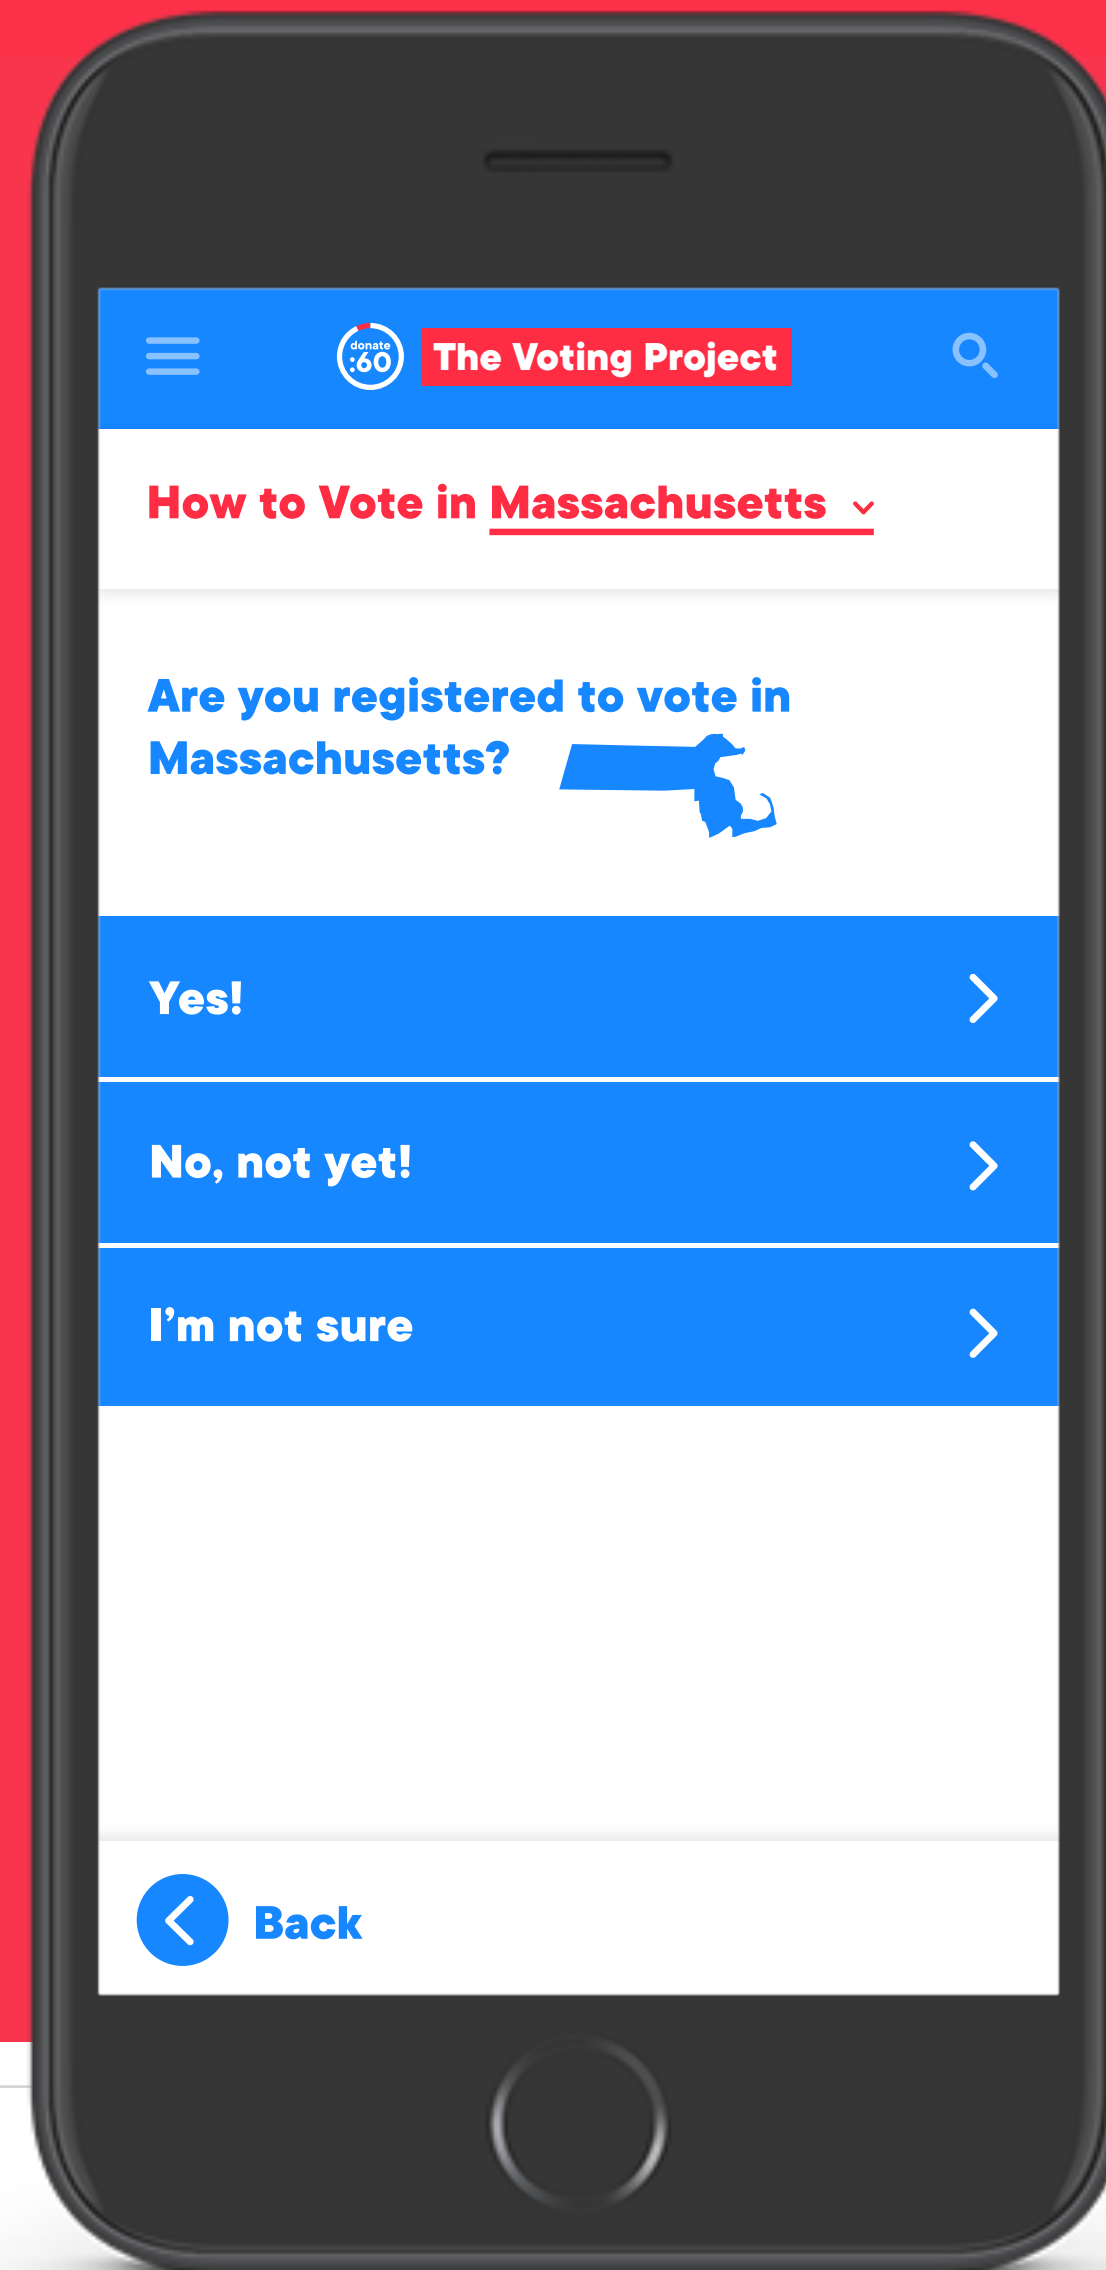 donate
:60
The Voting Project
How to Vote in Massachusetts
Are you registered to vote in
Massachusetts?
Yes!
No, not yet!
I’m not sure
Back